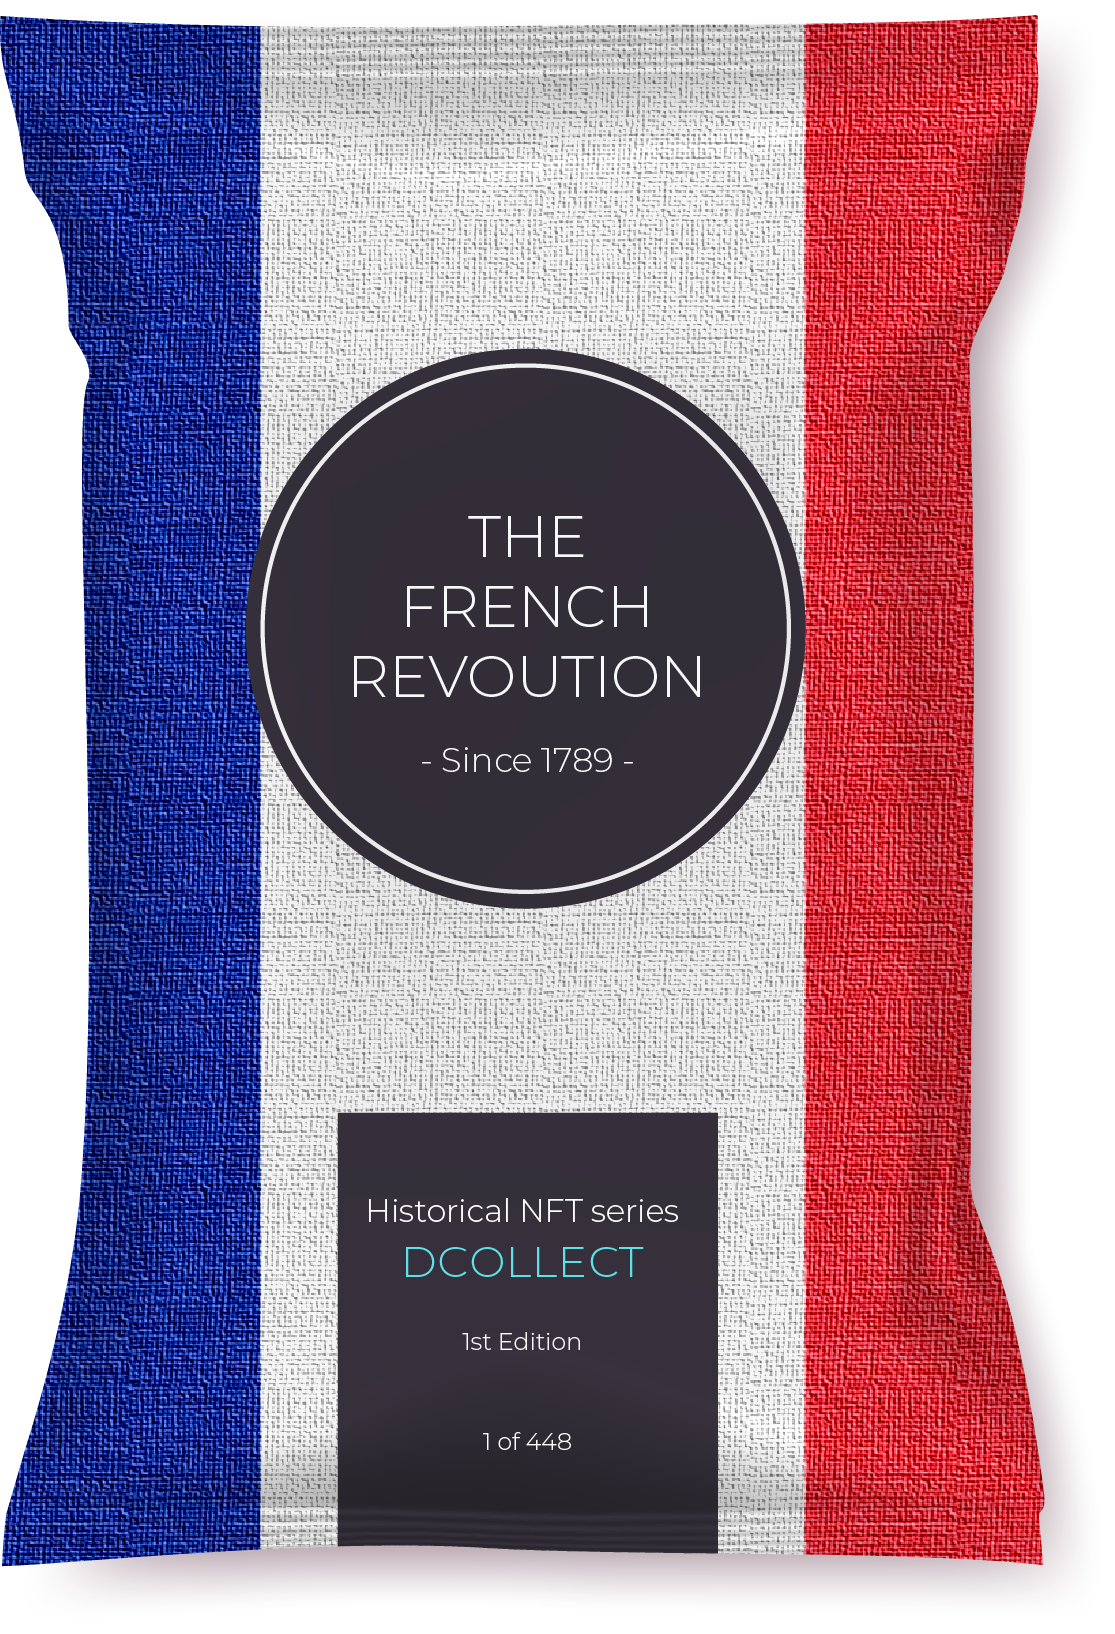 THE
FRENCH
REVOUTION
- Since 1789 -
Historical NFT series
DCOLLECT
1st Edition
1 of 448